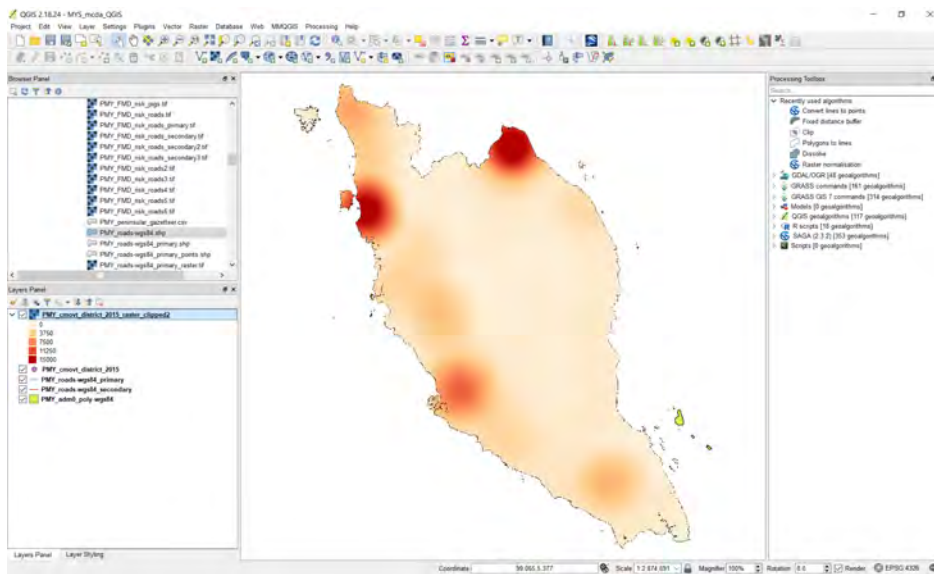 QGIS 2.18.24 - MYS_mcda_QGIS
Project Edit View Layer Settings Plugins Vector Raster Database Web MMQGIS Processing Help
Browser Panel
PMY_FMD_risk_pigs.tif
PMY_FMD_risk_roads.tif
PMY_FMD_risk_roads_primary.tif
PMY_FMD_risk_roads_secondary.tif
PMY_FMD_risk_roads_secondary2.tif
PMY_FMD_risk_roads_secondary3.tif
PMY_FMD_risk_roads2.tif
PMY_FMD_risk_roads3.tif
PMY_FMD_risk_roads4.tif
PMY_FMD_risk_roads5.tif
PMY_FMD_risk_roads6.tif
PMY_peninsular_gazetteer.csv
PMY_roads-wgs84.shp
PMY_roads-wgs84_primary.shp
PMY_roads-wgs84_primary_points.shp
PMY_roads-wgs84_primary_raster.tif
Layers Panel
PMY_cmovt_district_2015_raster_clipped2
0
3750
7500
11250
15000
PMY_cmovt_district_2015
PMY_roads-wgs84_primary
PMY_roads-wgs84_secondary
PMY_adm0_poly-wgs84
Layers Panel Layer Styling
Processing Toolbox
Search...
Recently used algorithms
Convert lines to points
Fixed distance buffer
Clip
Polygons to lines
Dissolve
Raster normalisation
GDAL/OGR [48 geoalgorithms]
GRASS commands [161 geoalgorithms]
GRASS GIS 7 commands [314 geoalgorithms]
Models [0 geoalgorithms]
QGIS geoalgorithms [117 geoalgorithms]
R scripts [18 geoalgorithms]
SAGA (2.3.2) [353 geoalgorithms]
Scripts [0 geoalgorithms]
Coordinate Scale 1:2 874 091 Magnifier 100% Rotation 0.0 Render EPSG:4326